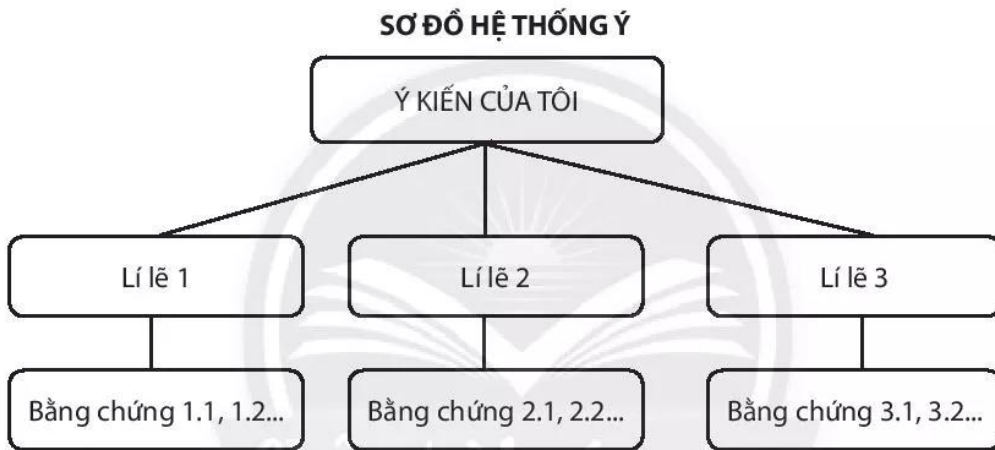 SƠ ĐỒ HỆ THỐNG Ý
Ý KIẾN CỦA TÔI
Lí lẽ 1
Lí lẽ 2
Lí lẽ 3
Bằng chứng 1.1, 1.2...
Bằng chứng 2.1, 2.2...
Bằng chứng 3.1, 3.2...